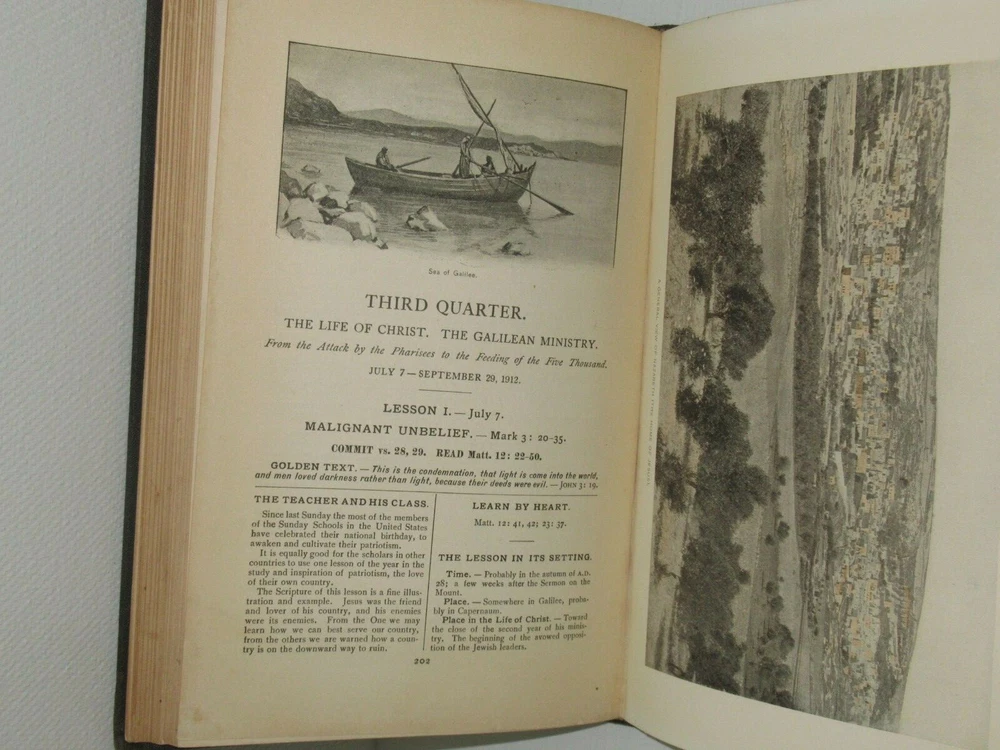 Sea of Galilee.
THIRD QUARTER.
THE LIFE OF CHRIST. THE GALILEAN MINISTRY.
From the Attack by the Pharisees to the Feeding of the Five Thousand.
JULY 7 — SEPTEMBER 29, 1912.
LESSON I. — July 7.
MALIGNANT UNBELIEF. — Mark 3: 20-35.
COMMIT vs. 28, 29. READ Matt. 12: 22-50.
GOLDEN TEXT. — This is the condemnation, that light is come into the world,
and men loved darkness rather than light, because their deeds were evil. — JOHN 3: 19.
THE TEACHER AND HIS CLASS.
Since last Sunday the most of the members
of the Sunday Schools in the United States
have celebrated their national birthday, to
awaken and cultivate their patriotism.
It is equally good for the scholars in other
countries to use one lesson of the year in the
study and inspiration of patriotism, the love
of their own country.
The Scripture of this lesson is a fine illus-
tration and example. Jesus was the friend
and lover of his country, and his enemies
were its enemies. From the One we may
learn how we can best serve our country,
from the others we are warned how a coun-
try is on the downward way to ruin.
LEARN BY HEART.
Matt. 12: 41, 42; 23: 37.
THE LESSON IN ITS SETTING.
Time. — Probably in the autumn of A.D.
28; a few weeks after the Sermon on the
Mount.
Place. — Somewhere in Galilee, proba-
bly in Capernaum.
Place in the Life of Christ. — Toward
the close of the second year of his minis-
try. The beginning of the avowed opposi-
tion of the Jewish leaders.
202